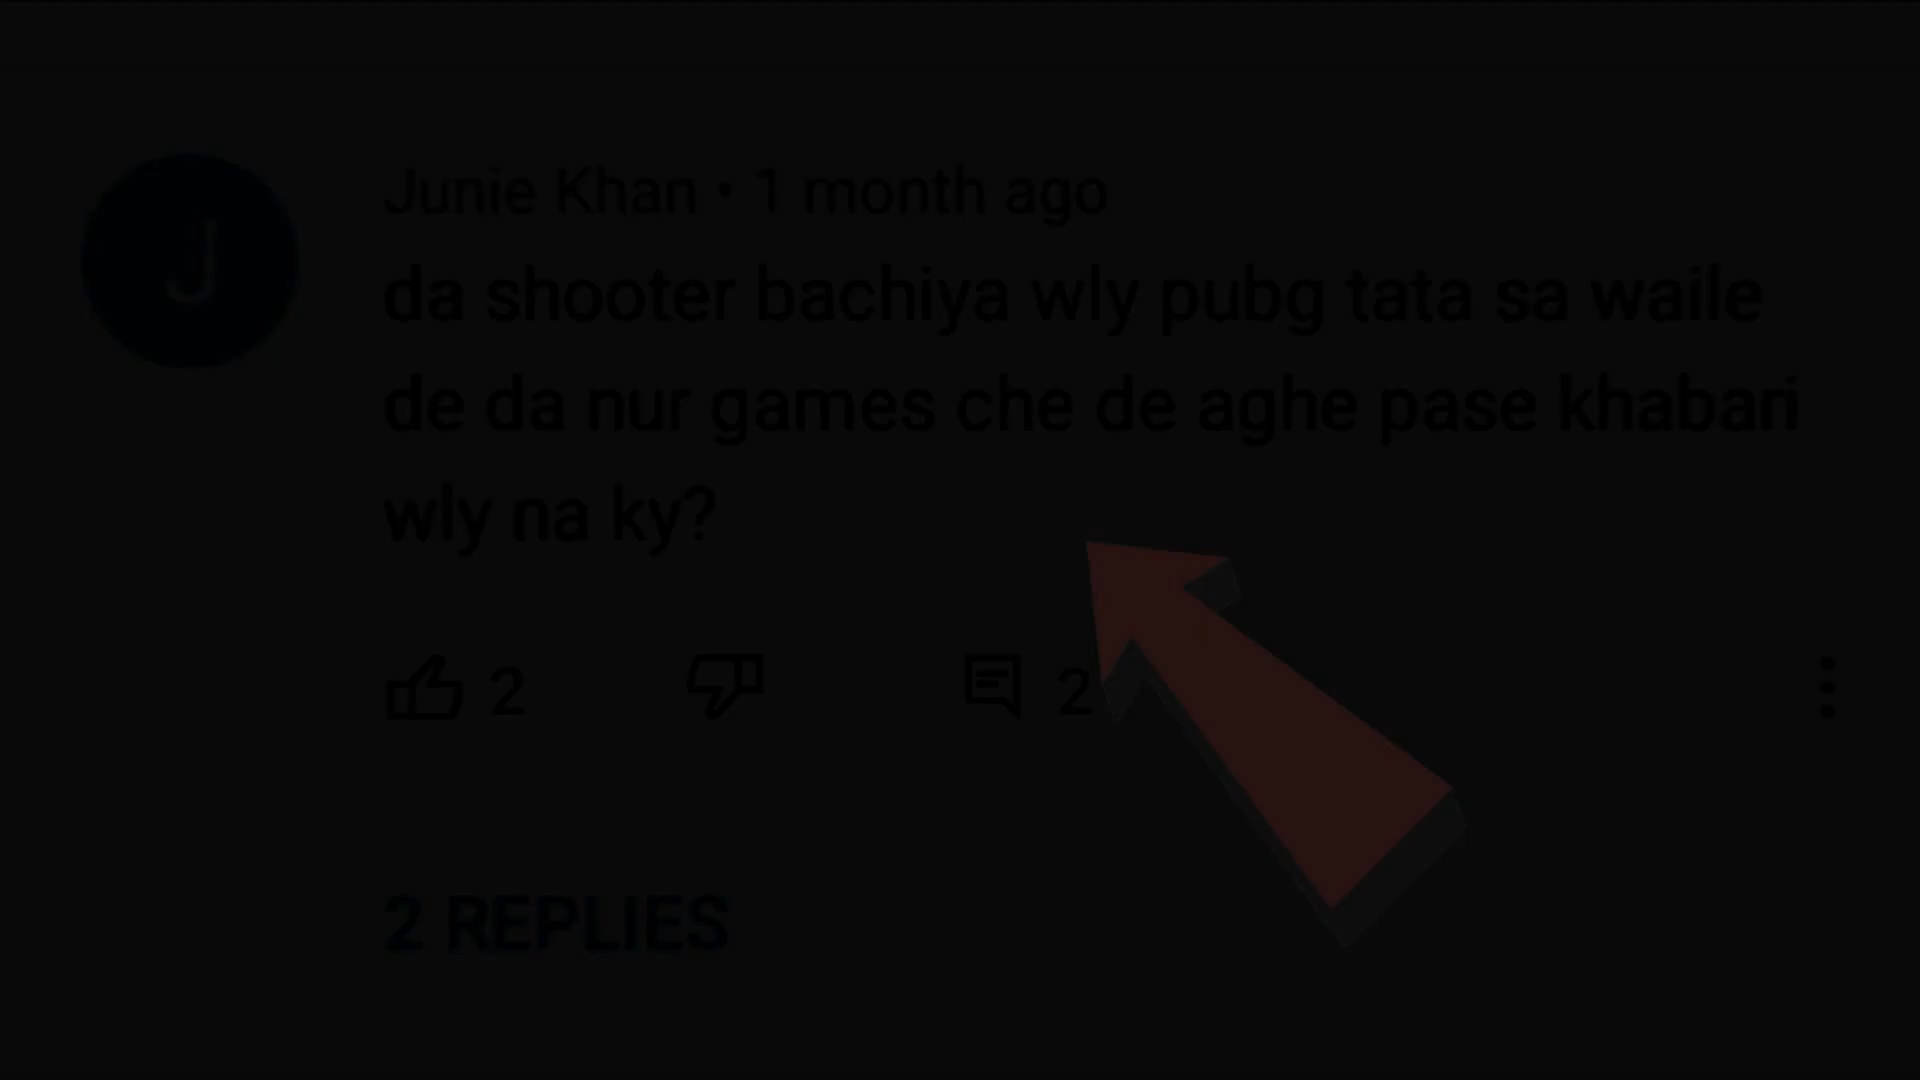 J
Junie Khan • 1 month ago
da shooter bachiya wly pubg tata sa waile
de da nur games che de aghe pase khabari
wly na ky?
2 2
2 REPLIES